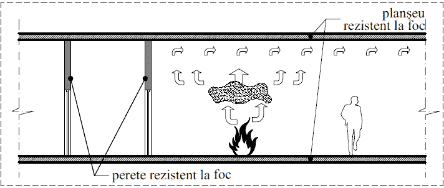 planșeu
rezistent la foc
perete rezistent la foc